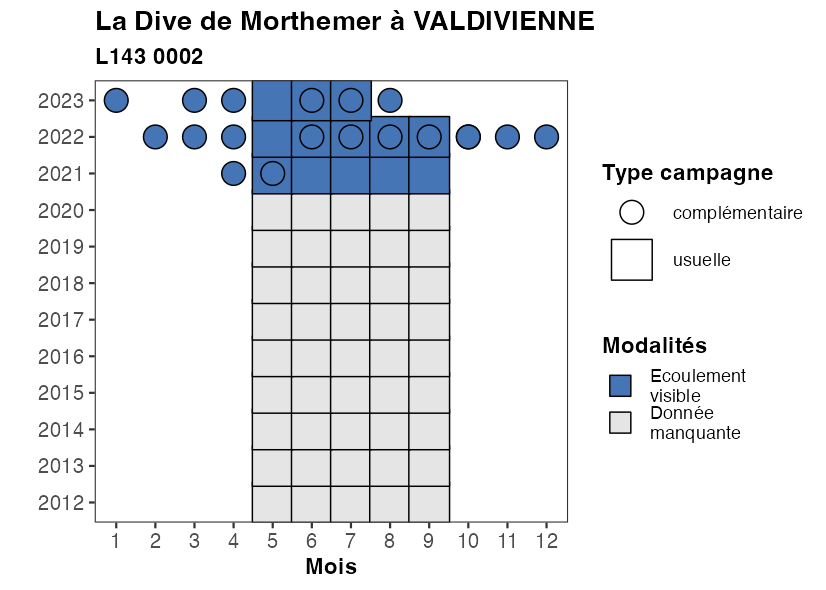 La Dive de Morthemer à VALDIVIENNE
L143 0002
2023
2022
2021
2020
2019
2018
2017
2016
2015
2014
2013
2012
1 2 3 4 5 6 7 8 9 10 11 12
Mois
Type campagne
complémentaire
usuelle
Modalités
Ecoulement
visible
Donnée
manquante